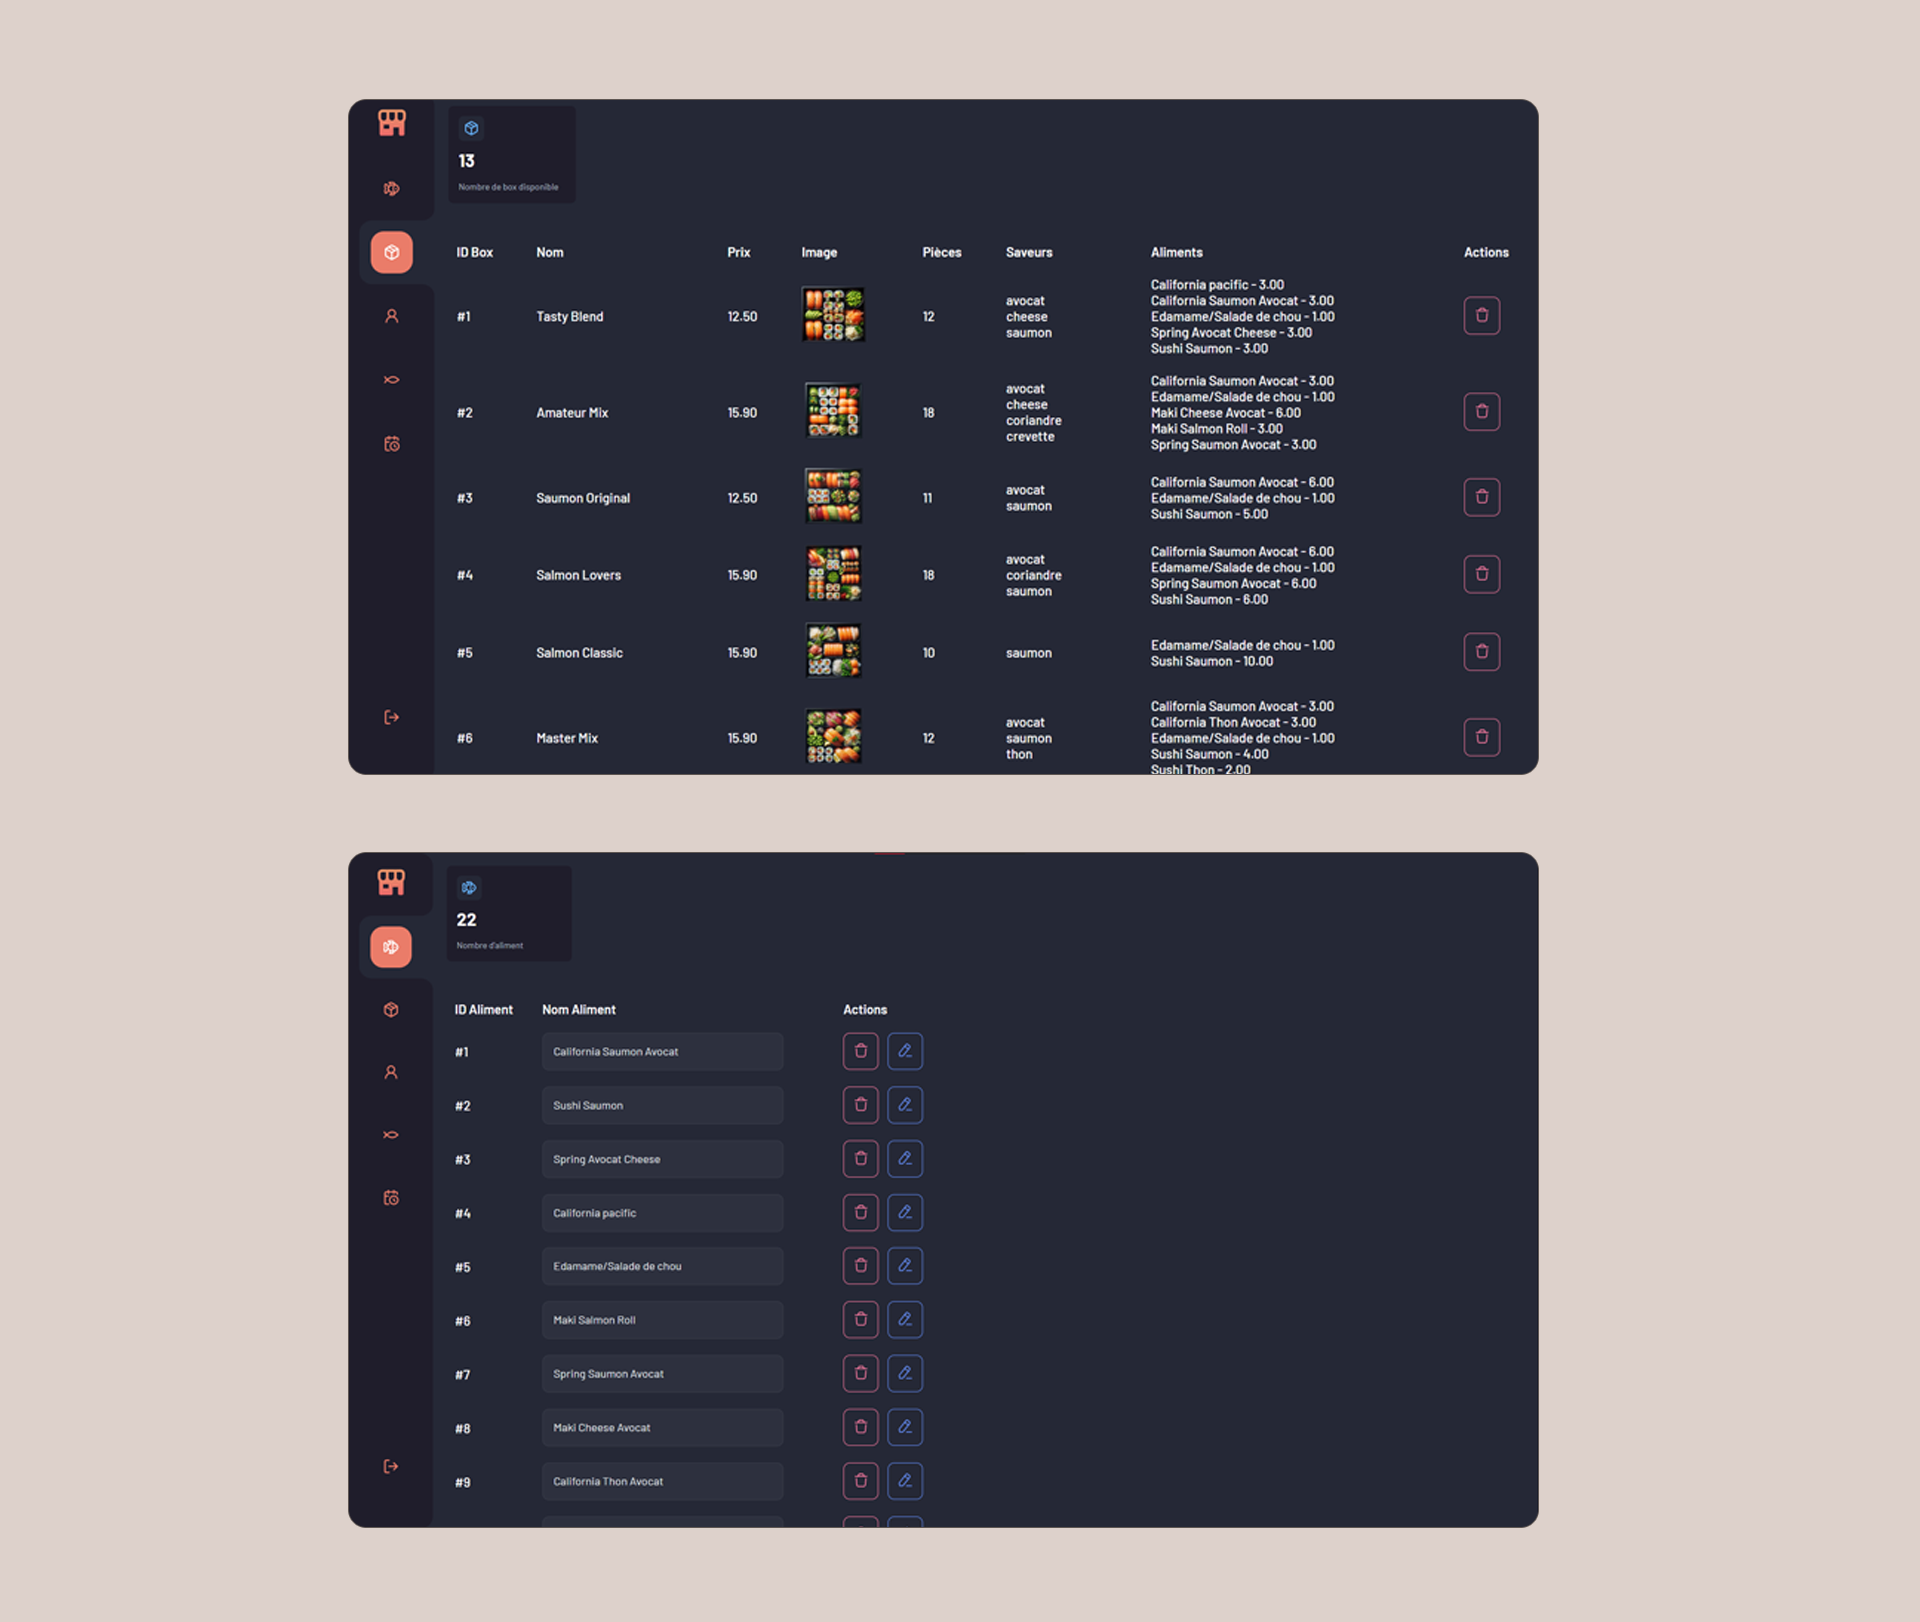 13
Nombre de box disponible
ID Box Nom Prix Image Pièces Saveurs Aliments Actions
#1 Tasty Blend 12.50 12
avocat
cheese
saumon
California pacific - 3.00
California Saumon Avocat - 3.00
Edamame/Salade de chou - 1.00
Spring Avocat Cheese - 3.00
Sushi Saumon - 3.00
#2 Amateur Mix 15.90 18
avocat
cheese
coriandre
crevette
California Saumon Avocat - 3.00
Edamame/Salade de chou - 1.00
Maki Cheese Avocat - 6.00
Maki Salmon Roll - 3.00
Spring Saumon Avocat - 3.00
#3 Saumon Original 12.50 11
avocat
saumon
California Saumon Avocat - 6.00
Edamame/Salade de chou - 1.00
Sushi Saumon - 5.00
#4 Salmon Lovers 15.90 18
avocat
coriandre
saumon
California Saumon Avocat - 6.00
Edamame/Salade de chou - 1.00
Spring Saumon Avocat - 6.00
Sushi Saumon - 6.00
#5 Salmon Classic 15.90 10
saumon
Edamame/Salade de chou - 1.00
Sushi Saumon - 10.00
#6 Master Mix 15.90 12
avocat
saumon
thon
California Saumon Avocat - 3.00
California Thon Avocat - 3.00
Edamame/Salade de chou - 1.00
Sushi Saumon - 4.00
Sushi Thon - 2.00
22
Nombre d'aliment
ID Aliment Nom Aliment Actions
#1 California Saumon Avocat
#2 Sushi Saumon
#3 Spring Avocat Cheese
#4 California pacific
#5 Edamame/Salade de chou
#6 Maki Salmon Roll
#7 Spring Saumon Avocat
#8 Maki Cheese Avocat
#9 California Thon Avocat